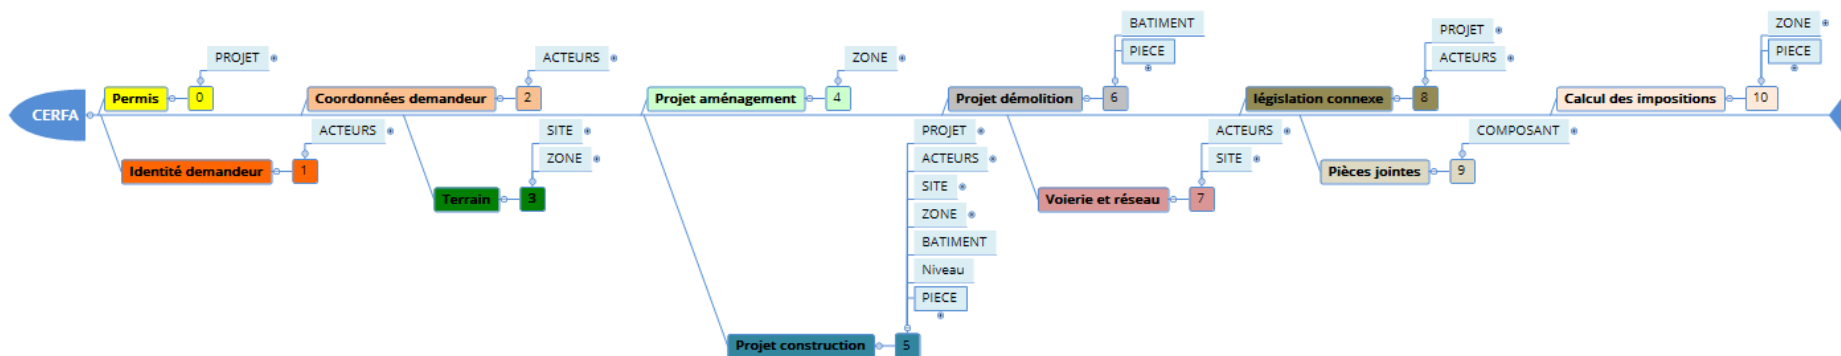 CERFA
Permis
0
PROJET
Identité demandeur
1
ACTEURS
Coordonnées demandeur
2
ACTEURS
Terrain
3
SITE
ZONE
Projet aménagement
4
ZONE
Projet construction
5
PROJET
ACTEURS
SITE
ZONE
BATIMENT
Niveau
PIECE
Projet démolition
6
BATIMENT
PIECE
Voierie et réseau
7
ACTEURS
SITE
législation connexe
8
PROJET
ACTEURS
Pièces jointes
9
COMPOSANT
Calcul des impositions
10
ZONE
PIECE